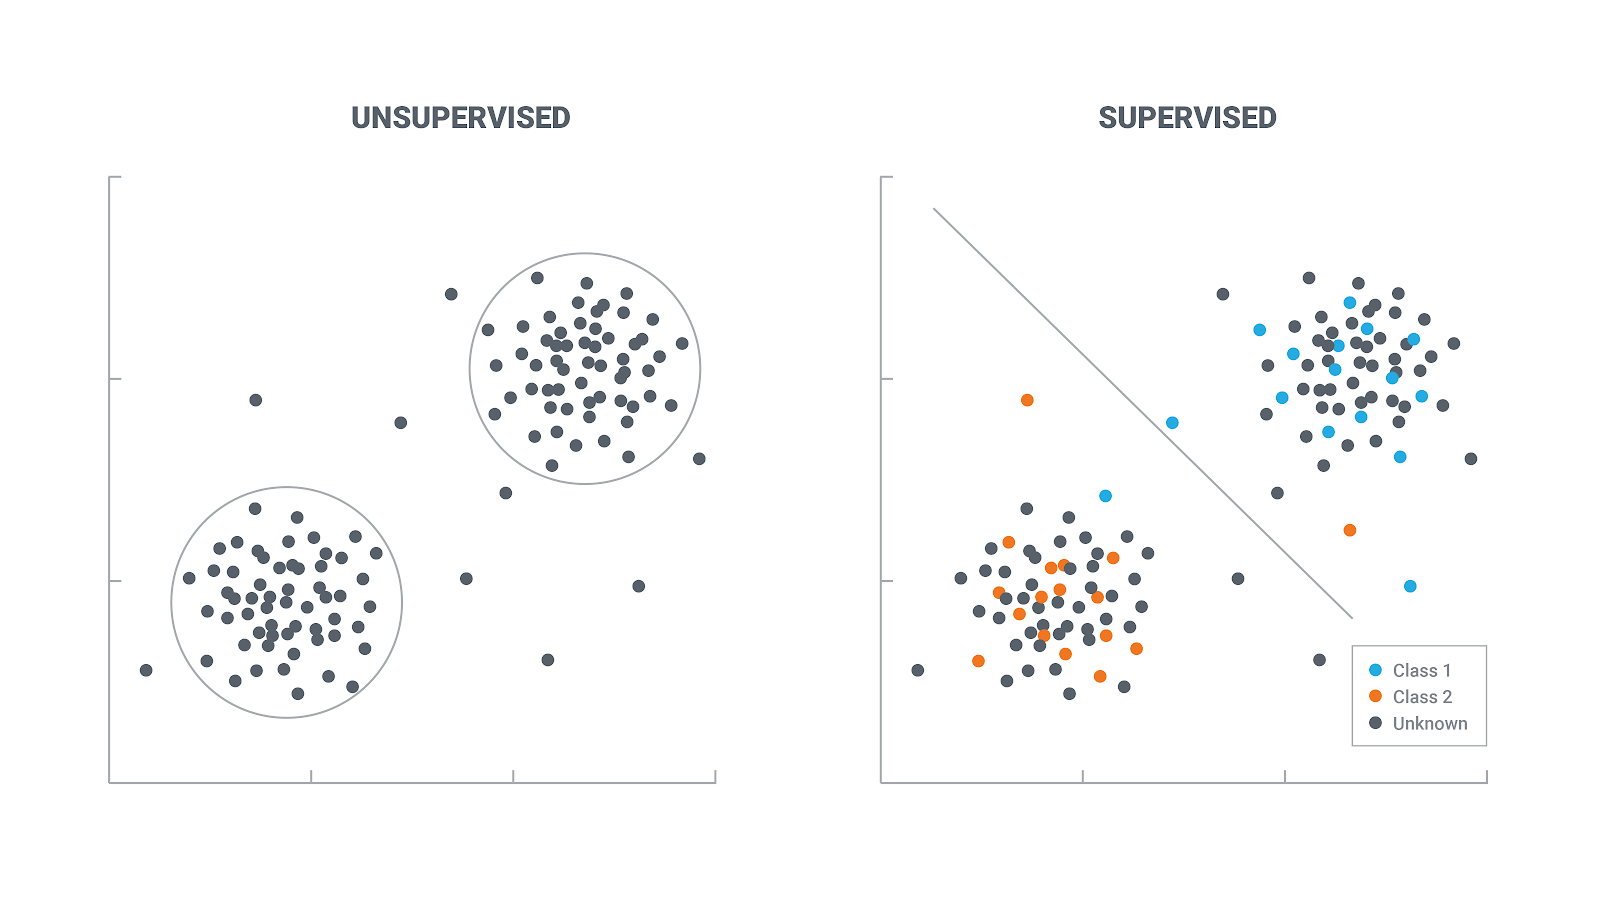 UNSUPERVISED
SUPERVISED
Class 1
Class 2
Unknown